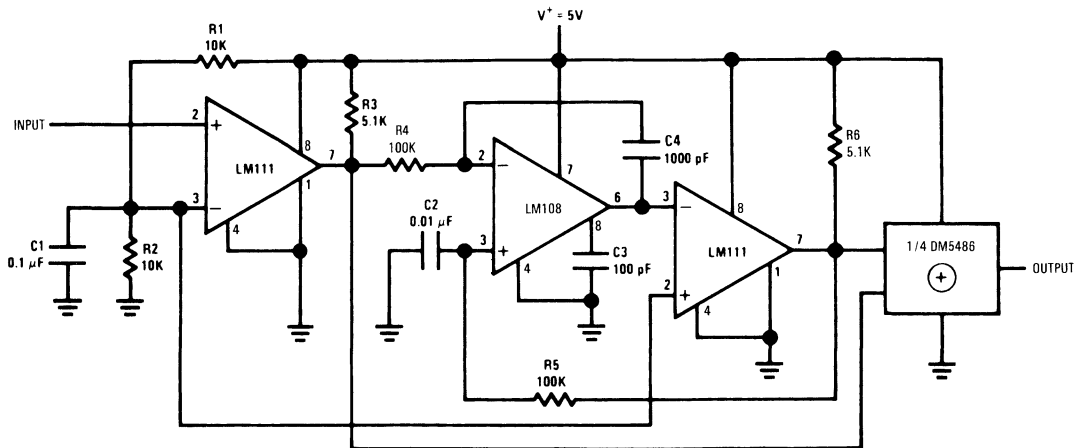 V+ = 5V
R1
10K
INPUT
2
+
LM111
8
1
7
3
−
4
C1
0.1 μF
R2
10K
R3
5.1K
R4
100K
C2
0.01 μF
2
−
LM108
7
6
3
+
4
8
C3
100 pF
C4
1000 pF
3
−
LM111
8
7
2
+
1
4
R5
100K
R6
5.1K
1/4 DM5486
+
OUTPUT